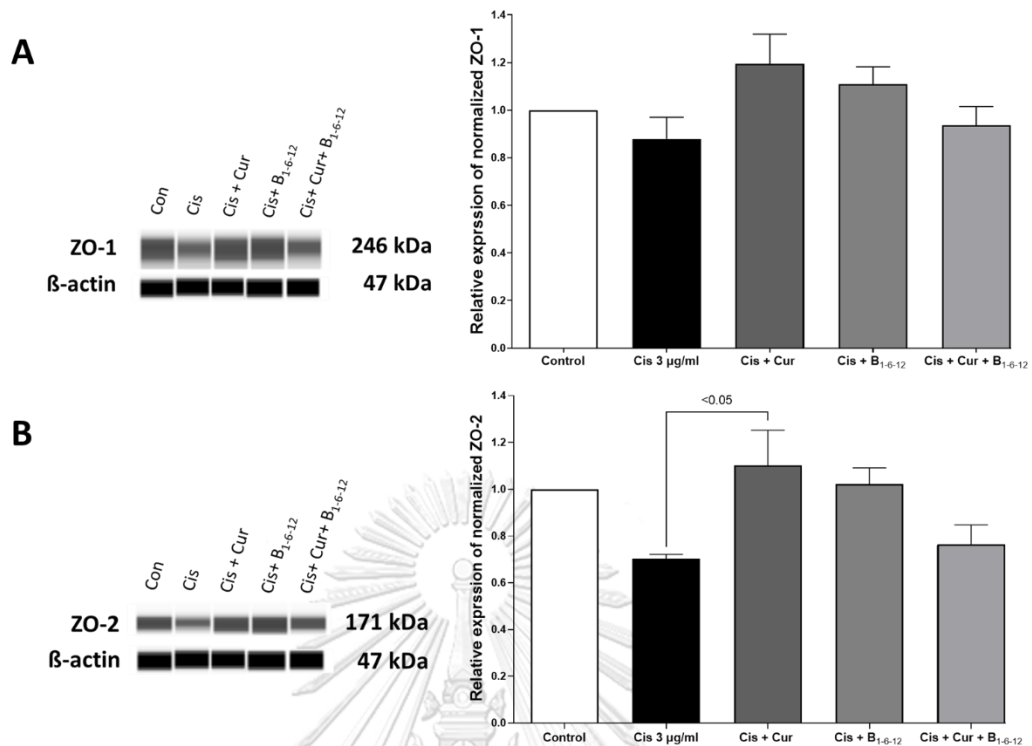 A
Con
Cis
Cis + Cur
Cis+ B1-6-12
Cis+ Cur+ B1-6-12
ZO-1
246 kDa
ß-actin
47 kDa
Relative exprssion of normalized ZO-1
1.4
1.2
1.0
0.8
0.6
0.4
0.2
0.0
Control
Cis 3 µg/ml
Cis + Cur
Cis + B1-6-12
Cis + Cur + B1-6-12
B
Con
Cis
Cis + Cur
Cis+ B1-6-12
Cis+ Cur+ B1-6-12
ZO-2
171 kDa
ß-actin
47 kDa
Relative exprssion of normalized ZO-2
1.4
1.2
1.0
0.8
0.6
0.4
0.2
0.0
<0.05
Control
Cis 3 µg/ml
Cis + Cur
Cis + B1-6-12
Cis + Cur + B1-6-12